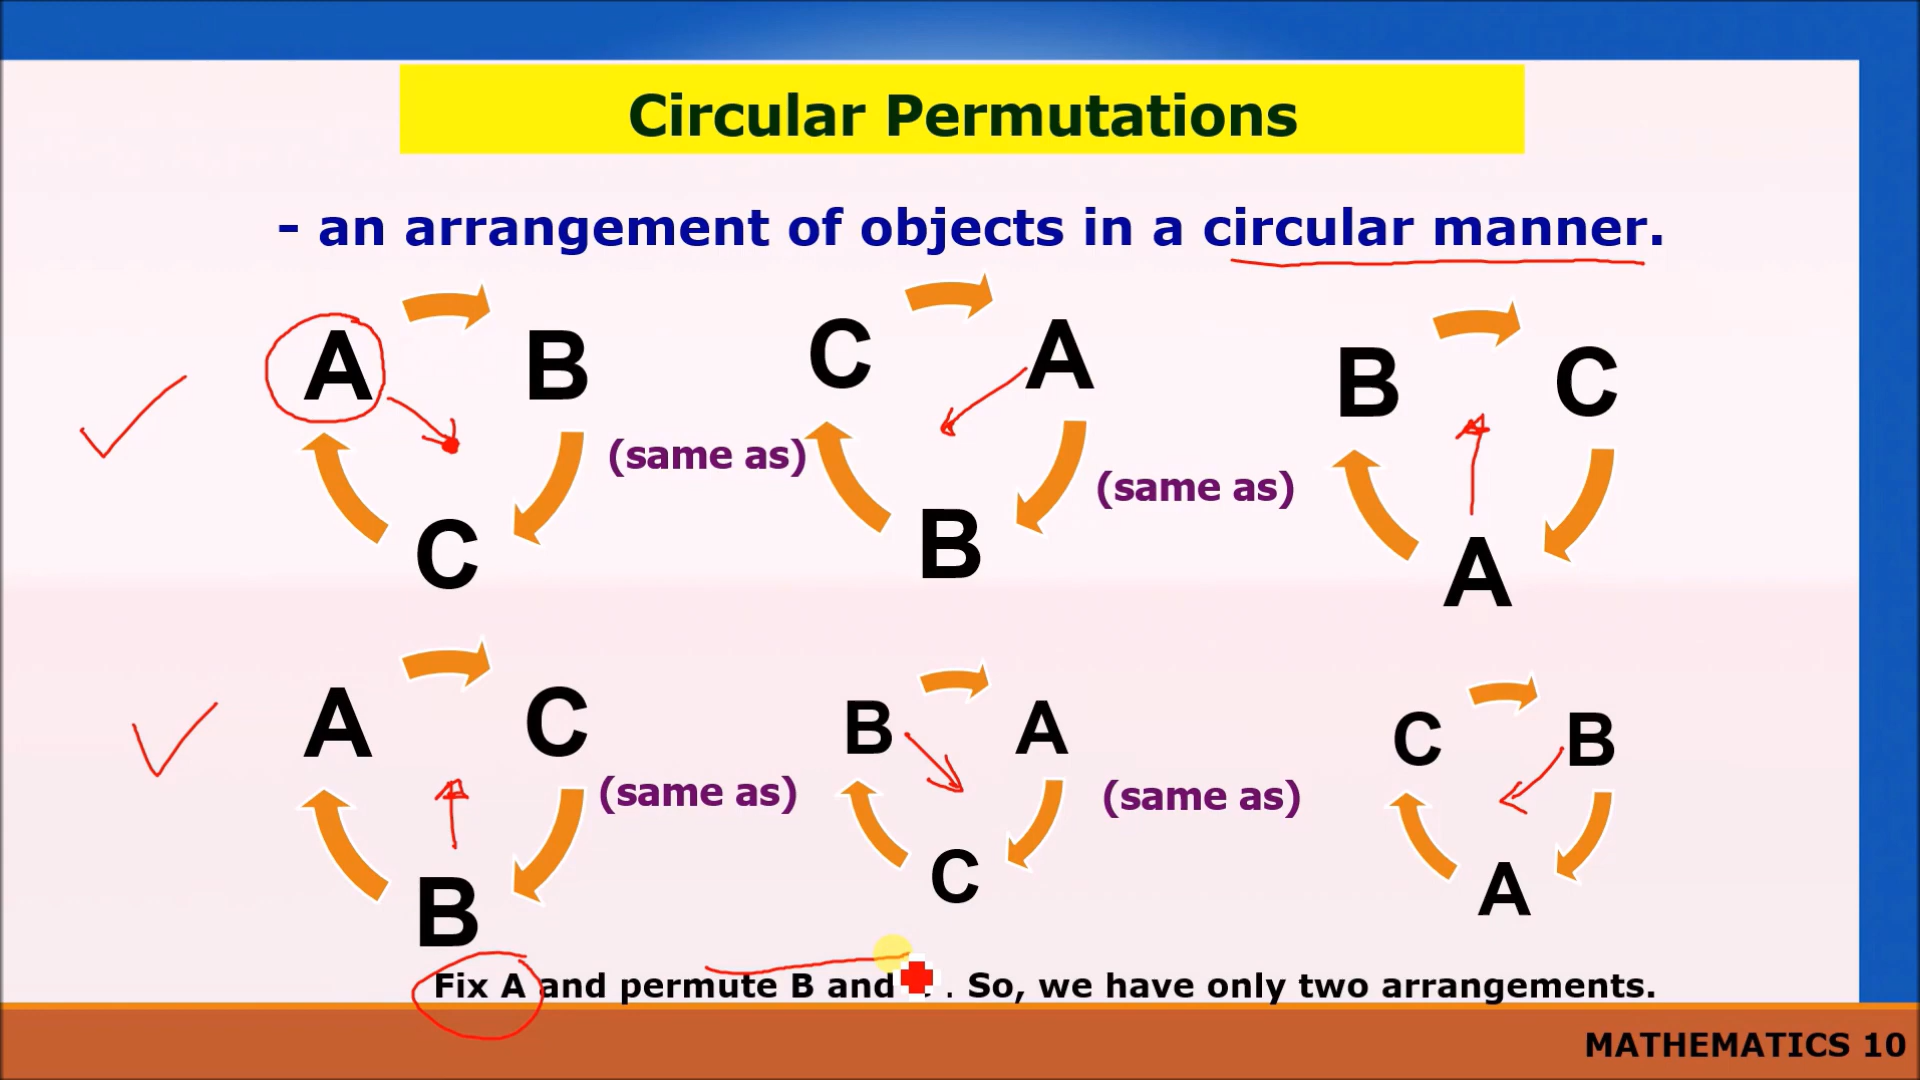 Circular Permutations
- an arrangement of objects in a circular manner.
A B
C
(same as)
C A
B
(same as)
B C
A
A C
B
(same as)
B A
C
(same as)
C B
A
Fix A and permute B and . So, we have only two arrangements.
MATHEMATICS 10